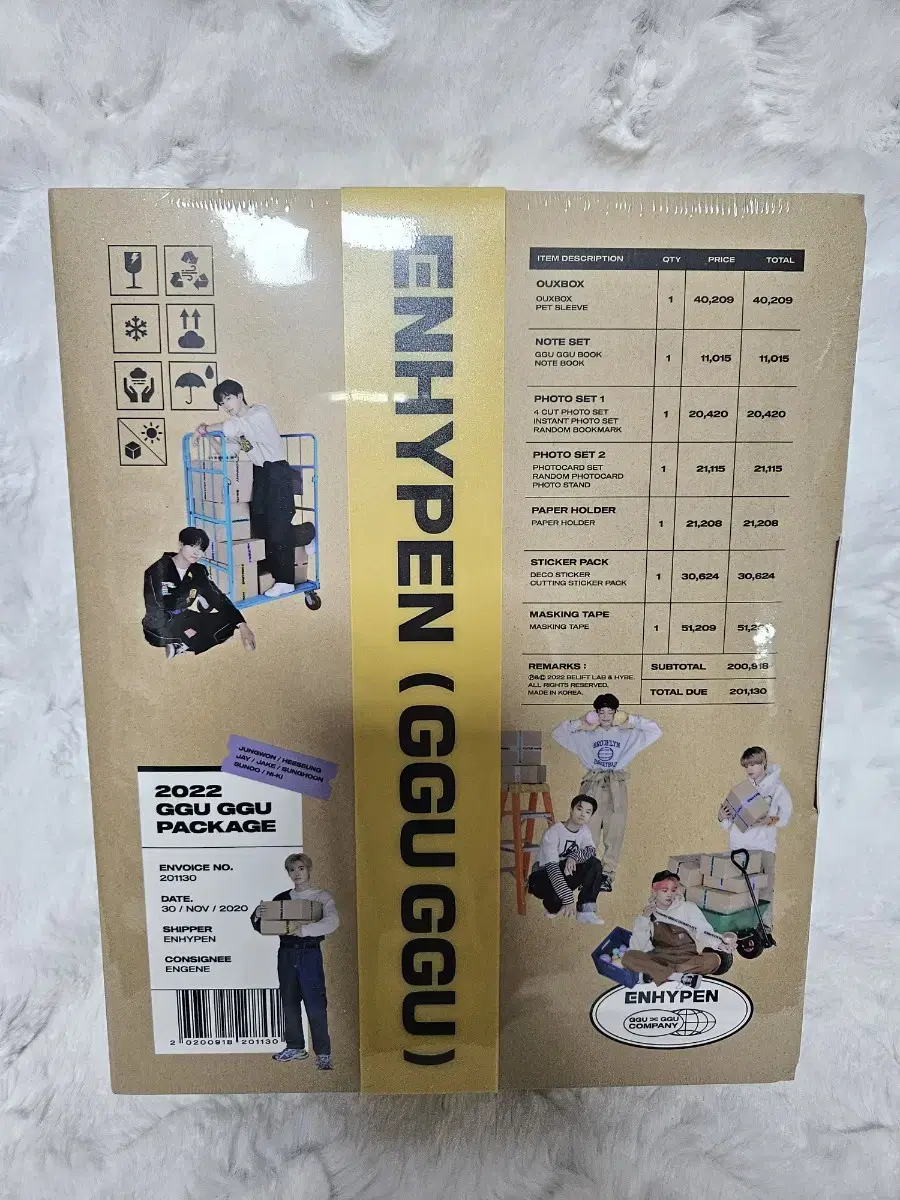 ENHYPEN (GGU GGU)
ITEM DESCRIPTION QTY PRICE TOTAL
OUXBOX
OUXBOX 1 40,209 40,209
PET SLEEVE
NOTE SET
GGU GGU BOOK 1 11,015 11,015
NOTE BOOK
PHOTO SET 1
4 CUT PHOTO SET 1 20,420 20,420
INSTANT PHOTO SET
RANDOM BOOKMARK
PHOTO SET 2
PHOTOCARD SET 1 21,115 21,115
RANDOM PHOTOCARD
PHOTO STAND
PAPER HOLDER
PAPER HOLDER 1 21,208 21,208
STICKER PACK
DECO STICKER 1 30,624 30,624
CUTTING STICKER PACK
MASKING TAPE
MASKING TAPE 1 51,209
REMARKS : SUBTOTAL 200,918
℗&© 2022 BELIFT LAB & HYBE.
ALL RIGHTS RESERVED.
MADE IN KOREA. TOTAL DUE 201,130
JUNGWON / HEESEUNG
JAY / JAKE / SUNGHOON
SUNOO / NI-KI
2022
GGU GGU
PACKAGE
ENVOICE NO.
201130
DATE.
30 / NOV / 2020
SHIPPER
ENHYPEN
CONSIGNEE
ENGENE
2 0200918 201130
ENHYPEN
GGU GGU
COMPANY